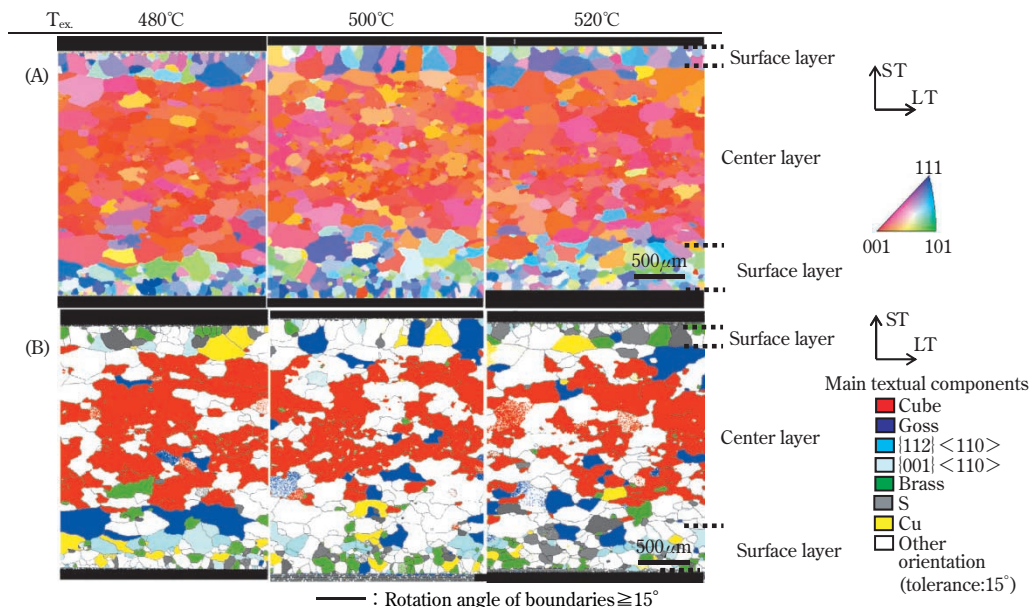 Tex. 480℃ 500℃ 520℃
(A)
Surface layer
ST
LT
Center layer
111
001 101
Surface layer
500μm
(B)
Surface layer
ST
LT
Main textual components
Cube
Goss
{112}<110>
{001}<110>
Brass
S
Cu
Other
orientation
(tolerance:15°)
Center layer
Surface layer
500μm
: Rotation angle of boundaries≧15°